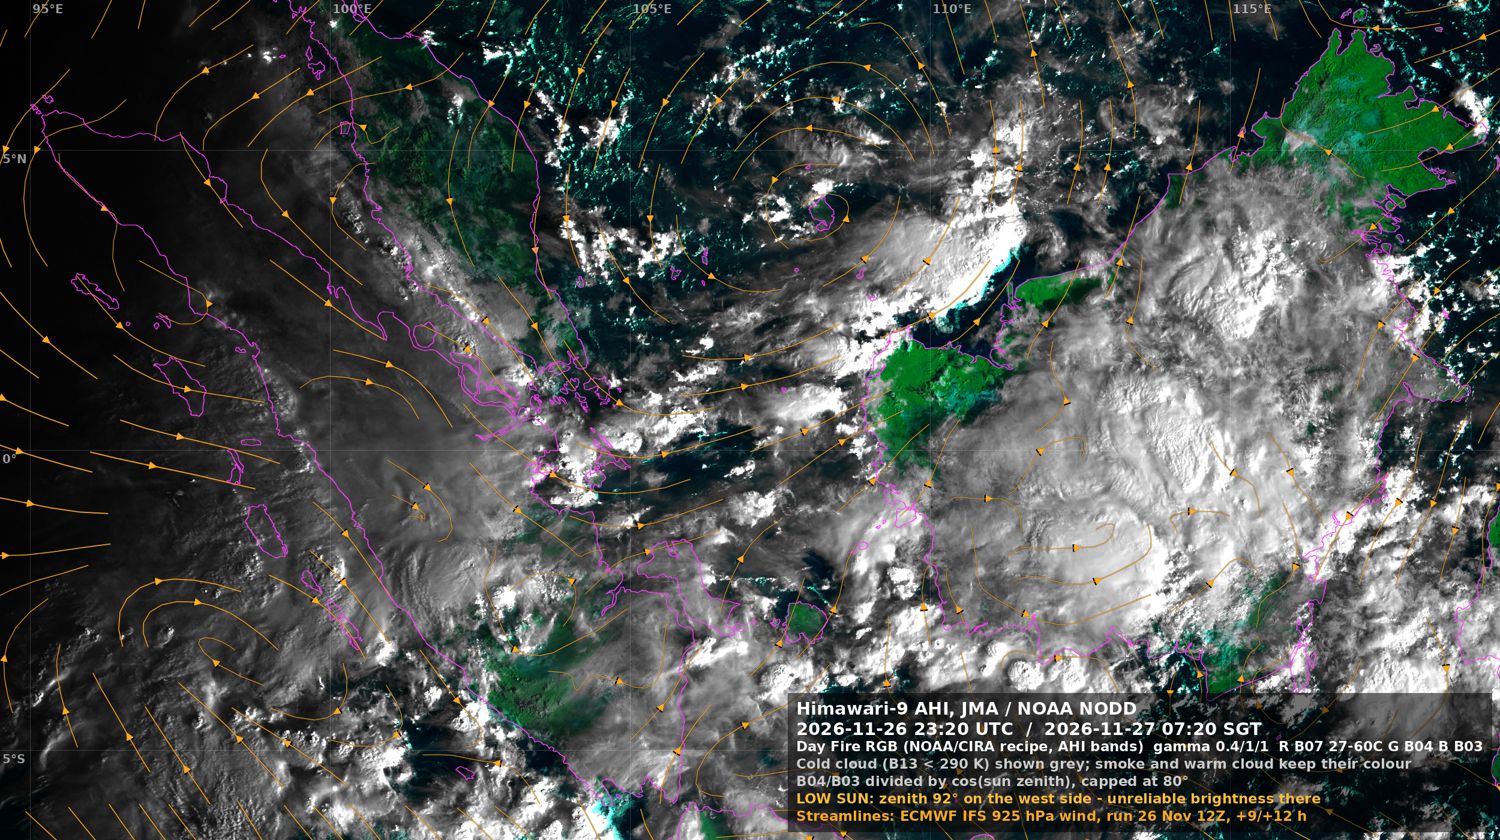 95°E 100°E 105°E 110°E 115°E
5°N
0°
5°S
Himawari-9 AHI, JMA / NOAA NODD
2026-11-26 23:20 UTC / 2026-11-27 07:20 SGT
Day Fire RGB (NOAA/CIRA recipe, AHI bands) gamma 0.4/1/1 R B07 27-60C G B04 B B03
Cold cloud (B13 < 290 K) shown grey; smoke and warm cloud keep their colour
B04/B03 divided by cos(sun zenith), capped at 80°
LOW SUN: zenith 92° on the west side - unreliable brightness there
Streamlines: ECMWF IFS 925 hPa wind, run 26 Nov 12Z, +9/+12 h